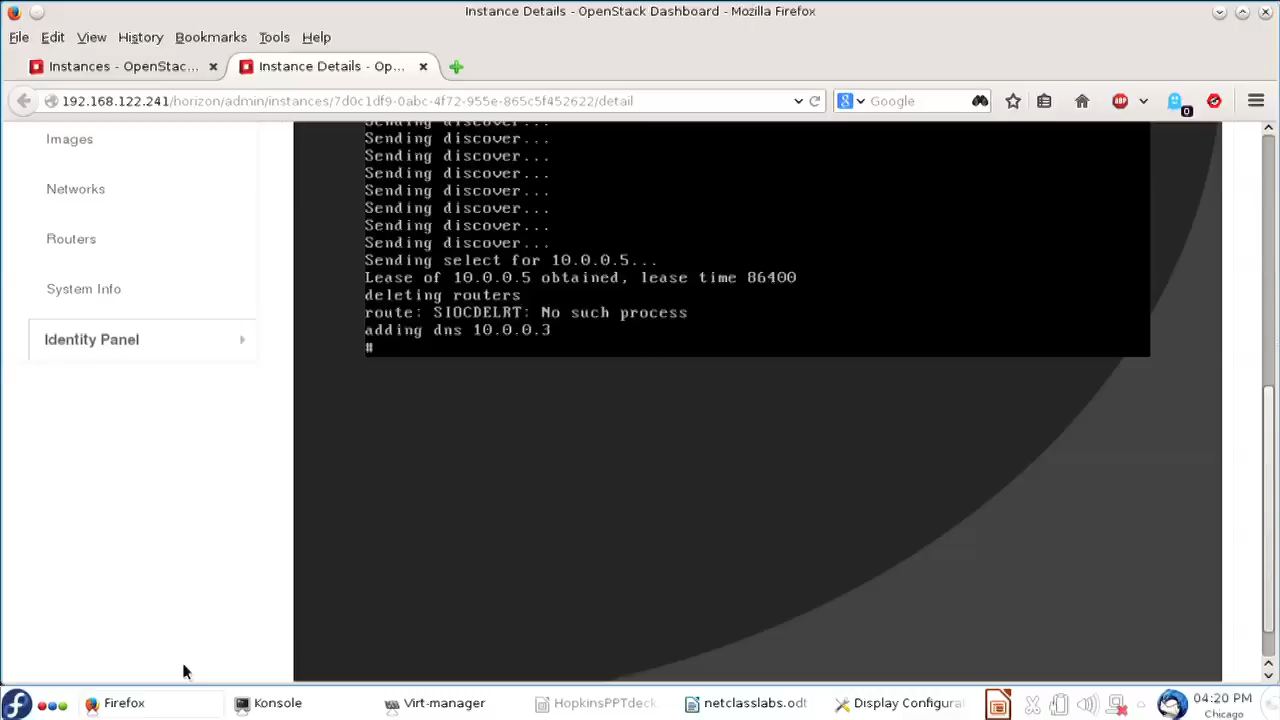 Instance Details - OpenStack Dashboard - Mozilla Firefox
File Edit View History Bookmarks Tools Help
Instances - OpenStac... Instance Details - Op...
192.168.122.241/horizon/admin/instances/7d0c1df9-0abc-4f72-955e-865c5f452622/detail Google ABP 0
Images
Networks
Routers
System Info
Identity Panel
Sending discover...
Sending discover...
Sending discover...
Sending discover...
Sending discover...
Sending discover...
Sending discover...
Sending discover...
Sending select for 10.0.0.5...
Lease of 10.0.0.5 obtained, lease time 86400
deleting routers
route: SIOCDELRT: No such process
adding dns 10.0.0.3
#
Firefox Konsole Virt-manager HopkinsPPTdeck netclasslabs.odt Display Configura 04:20 PM
Chicago